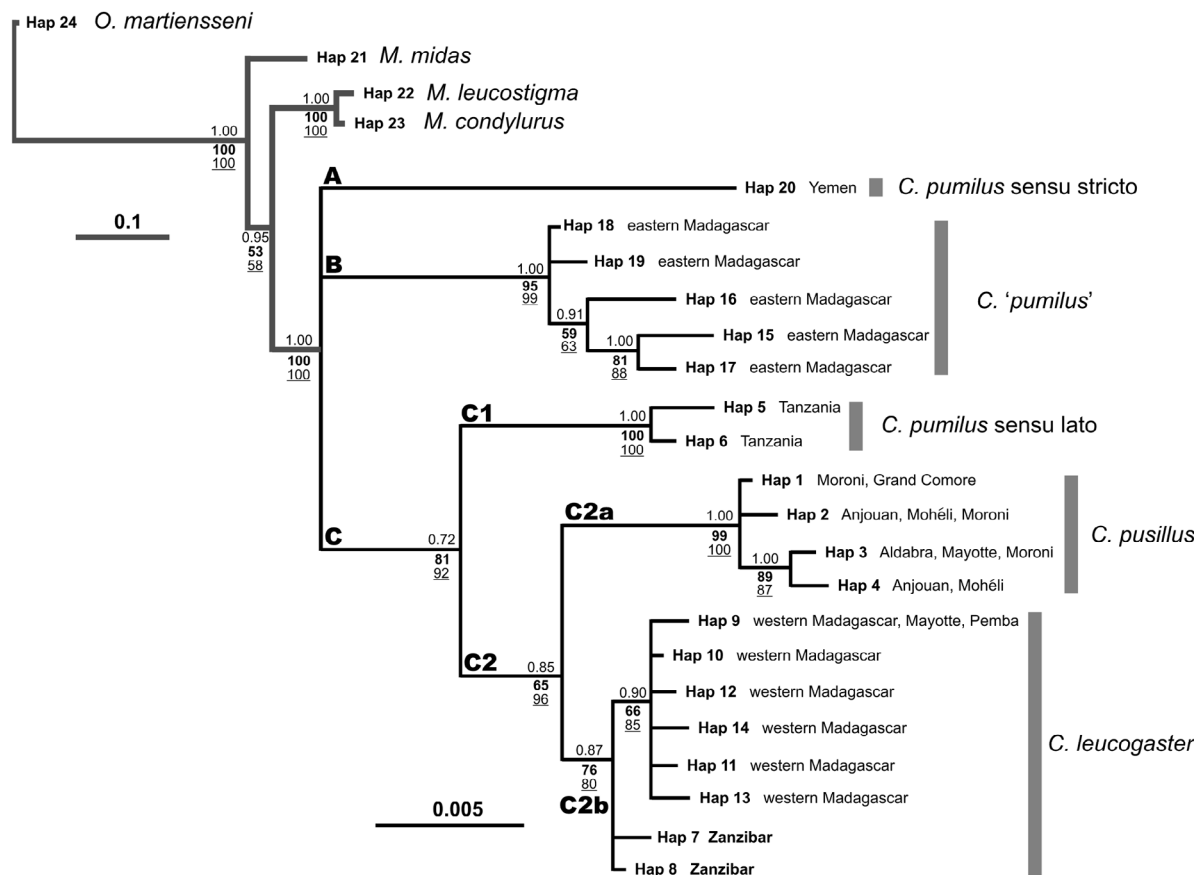 Hap 24 O. martiensseni
Hap 21 M. midas
1.00
100
100
Hap 22 M. leucostigma
Hap 23 M. condylurus
1.00
100
100
0.1
0.95
53
58
A
Hap 20 Yemen
C. pumilus sensu stricto
B
1.00
95
99
Hap 18 eastern Madagascar
Hap 19 eastern Madagascar
0.91
59
63
Hap 16 eastern Madagascar
1.00
81
88
Hap 15 eastern Madagascar
Hap 17 eastern Madagascar
C. ‘pumilus’
1.00
100
100
C1
1.00
100
100
Hap 5 Tanzania
Hap 6 Tanzania
C. pumilus sensu lato
C
0.72
81
92
C2a
1.00
99
100
Hap 1 Moroni, Grand Comore
Hap 2 Anjouan, Mohéli, Moroni
1.00
89
87
Hap 3 Aldabra, Mayotte, Moroni
Hap 4 Anjouan, Mohéli
C. pusillus
C2
0.85
65
96
0.90
66
85
Hap 9 western Madagascar, Mayotte, Pemba
Hap 10 western Madagascar
Hap 12 western Madagascar
Hap 14 western Madagascar
Hap 11 western Madagascar
Hap 13 western Madagascar
C. leucogaster
0.87
76
80
C2b
Hap 7 Zanzibar
Hap 8 Zanzibar
0.005